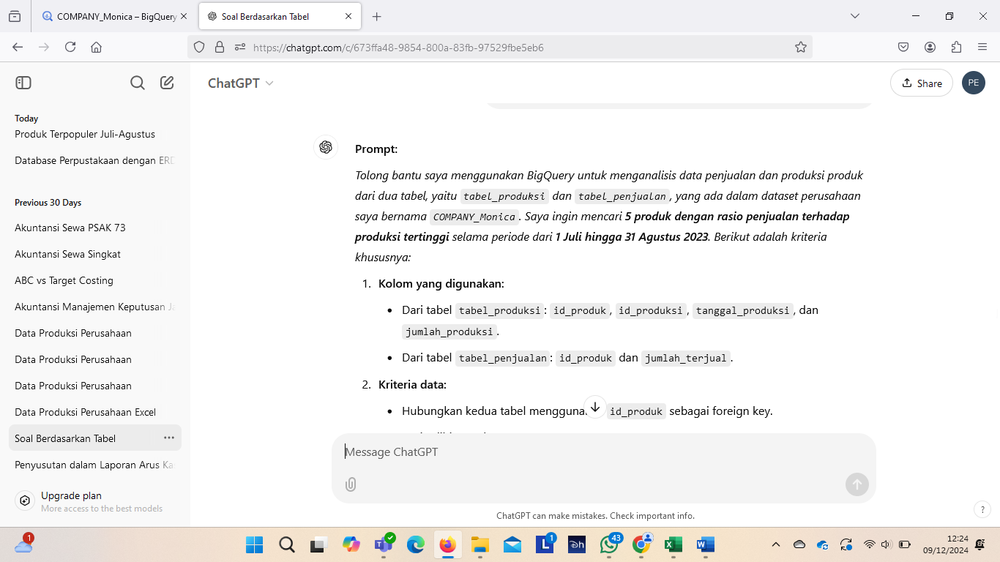 COMPANY_Monica – BigQuery
Soal Berdasarkan Tabel
https://chatgpt.com/c/673ffa48-9854-800a-83fb-97529fbe5eb6
ChatGPT
Share
PE
Today
Produk Terpopuler Juli-Agustus
Database Perpustakaan dengan ERD
Previous 30 Days
Akuntansi Sewa PSAK 73
Akuntansi Sewa Singkat
ABC vs Target Costing
Akuntansi Manajemen Keputusan Ja
Data Produksi Perusahaan
Data Produksi Perusahaan
Data Produksi Perusahaan
Data Produksi Perusahaan Excel
Soal Berdasarkan Tabel
Penyusutan dalam Laporan Arus Kas
Upgrade plan
More access to the best models
Prompt:
Tolong bantu saya menggunakan BigQuery untuk menganalisis data penjualan dan produksi produk
dari dua tabel, yaitu tabel_produksi dan tabel_penjualan, yang ada dalam dataset perusahaan
saya bernama COMPANY_Monica. Saya ingin mencari 5 produk dengan rasio penjualan terhadap
produksi tertinggi selama periode dari 1 Juli hingga 31 Agustus 2023. Berikut adalah kriteria
khususnya:
1. Kolom yang digunakan:
• Dari tabel tabel_produksi: id_produk, id_produksi, tanggal_produksi, dan
jumlah_produksi.
• Dari tabel tabel_penjualan: id_produk dan jumlah_terjual.
2. Kriteria data:
• Hubungkan kedua tabel mengguna id_produk sebagai foreign key.
Message ChatGPT
ChatGPT can make mistakes. Check important info.
?
1
1
43
12:24
09/12/2024